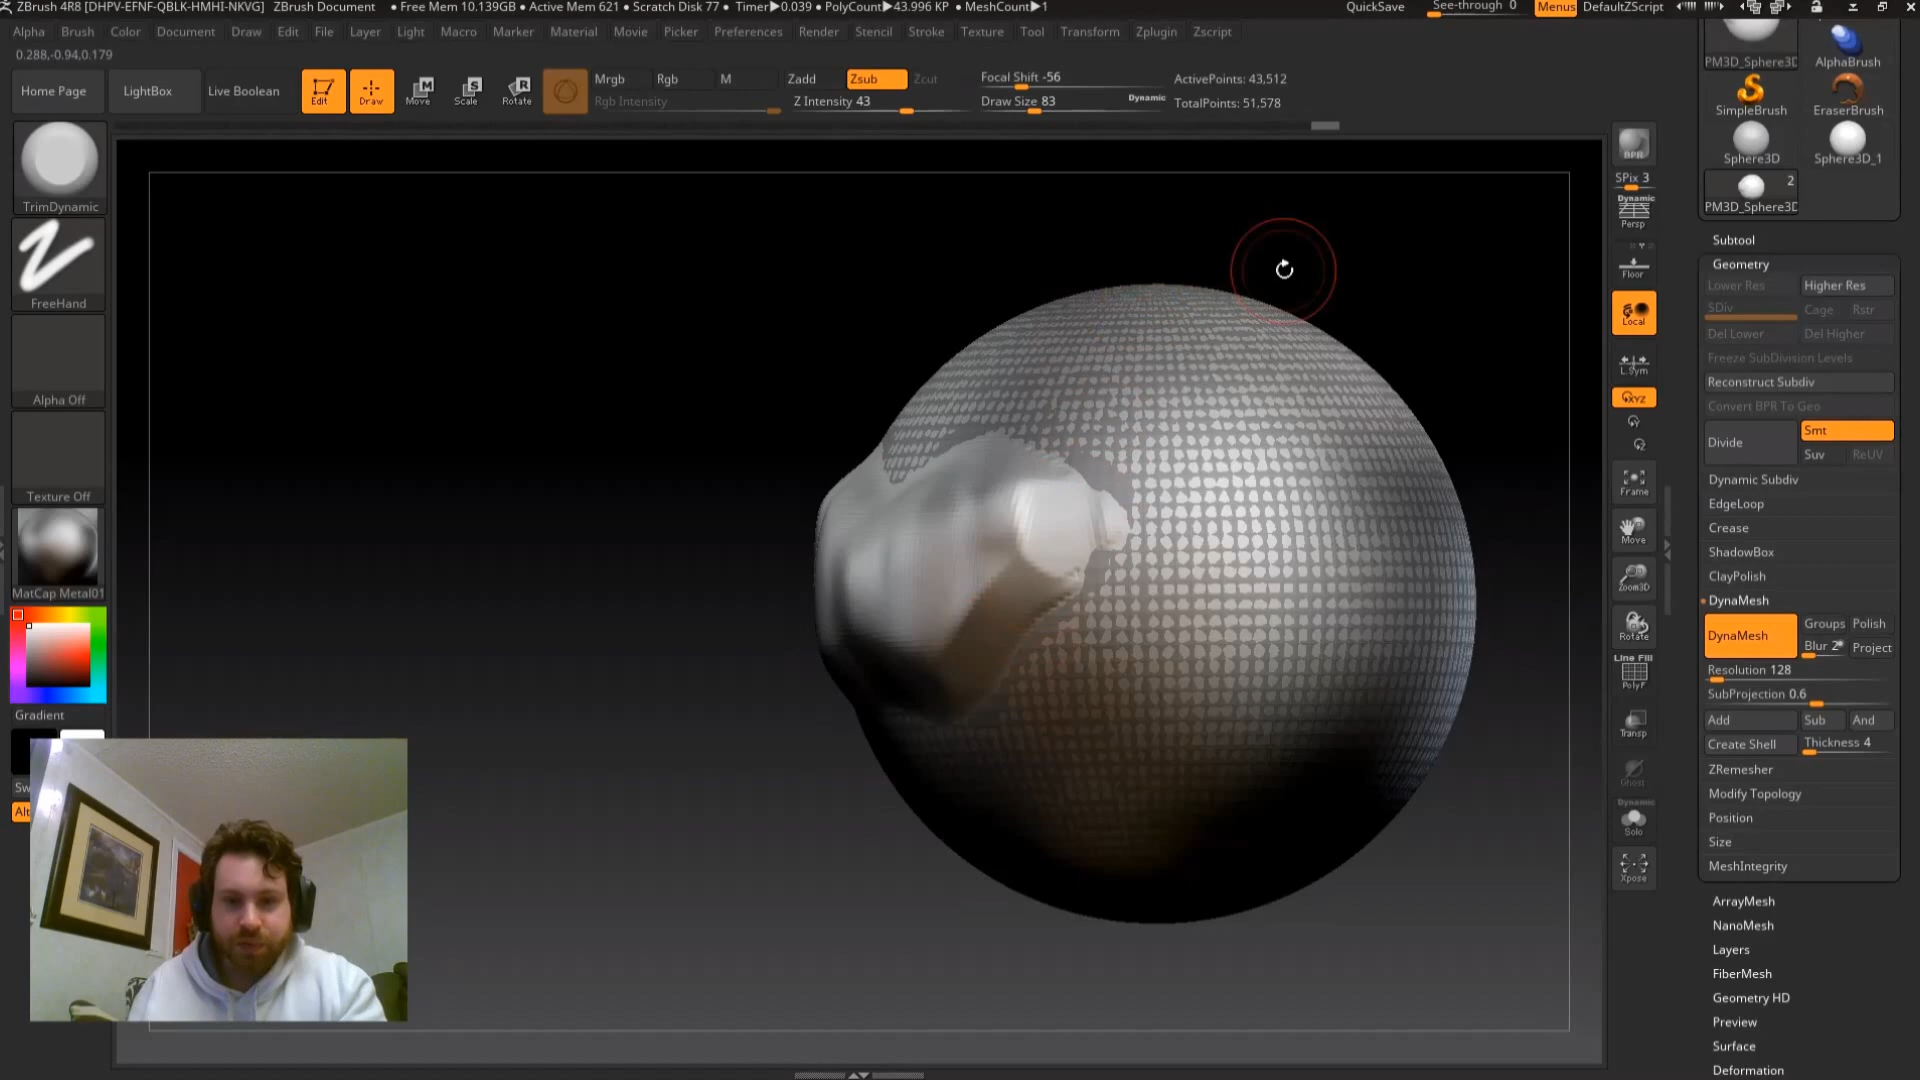 ZBrush 4R8 [DHPV-EFNF-QBLK-HMHI-NKVG] ZBrush Document • Free Mem 10.139GB • Active Mem 621 • Scratch Disk 77 • Timer▶0.039 • PolyCount▶43.996 KP • MeshCount▶1 QuickSave See-through 0 Menus DefaultZScript
Alpha Brush Color Document Draw Edit File Layer Light Macro Marker Material Movie Picker Preferences Render Stencil Stroke Texture Tool Transform Zplugin Zscript
0.288,-0.94,0.179
Home Page LightBox Live Boolean Edit Draw Move Scale Rotate
Mrgb Rgb M Zadd Zsub Zcut Focal Shift -56 ActivePoints: 43,512
Rgb Intensity Z Intensity 43 Draw Size 83 Dynamic TotalPoints: 51,578
TrimDynamic
FreeHand
Alpha Off
Texture Off
MatCap Metal01
Gradient
Sw
Alt
BPR
SPix 3
Dynamic
Persp
Floor
Local
L.Sym
XYZ
Frame
Move
Zoom3D
Rotate
Line Fill
PolyF
Transp
Ghost
Dynamic
Solo
Xpose
PM3D_Sphere3D AlphaBrush
SimpleBrush EraserBrush
Sphere3D Sphere3D_1
2
PM3D_Sphere3D
Subtool
Geometry
Lower Res Higher Res
SDiv Cage Rstr
Del Lower Del Higher
Freeze SubDivision Levels
Reconstruct Subdiv
Convert BPR To Geo
Divide Smt
Suv ReUV
Dynamic Subdiv
EdgeLoop
Crease
ShadowBox
ClayPolish
DynaMesh
DynaMesh Groups Polish
Blur 2 Project
Resolution 128
SubProjection 0.6
Add Sub And
Create Shell Thickness 4
ZRemesher
Modify Topology
Position
Size
MeshIntegrity
ArrayMesh
NanoMesh
Layers
FiberMesh
Geometry HD
Preview
Surface
Deformation